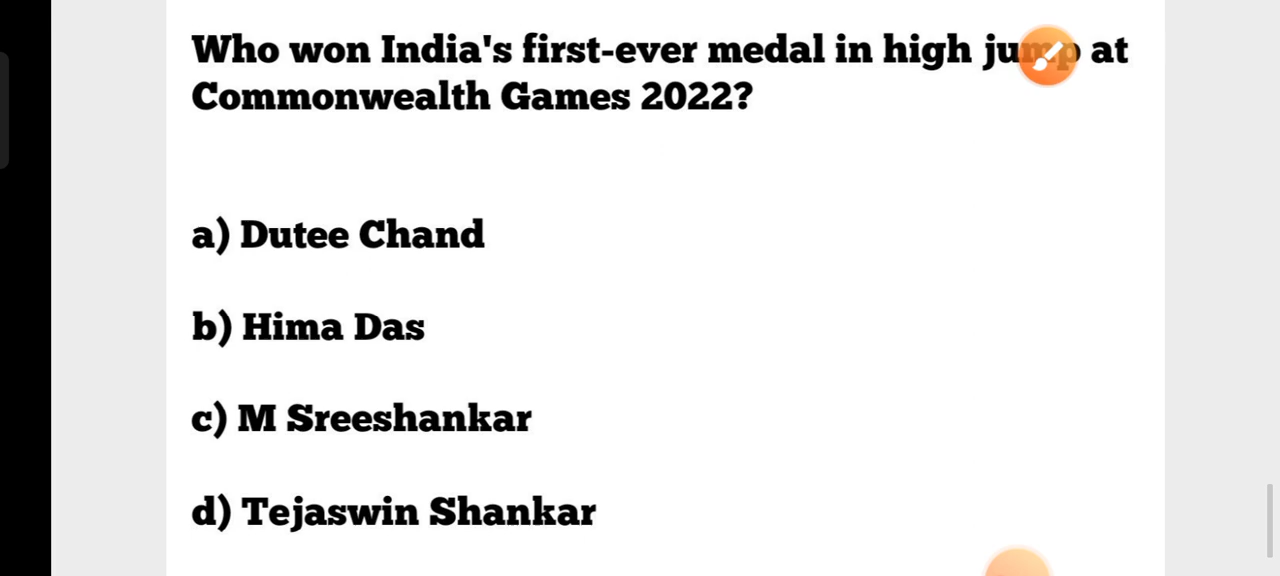 Who won India's first-ever medal in high jump at
Commonwealth Games 2022?
a) Dutee Chand
b) Hima Das
c) M Sreeshankar
d) Tejaswin Shankar